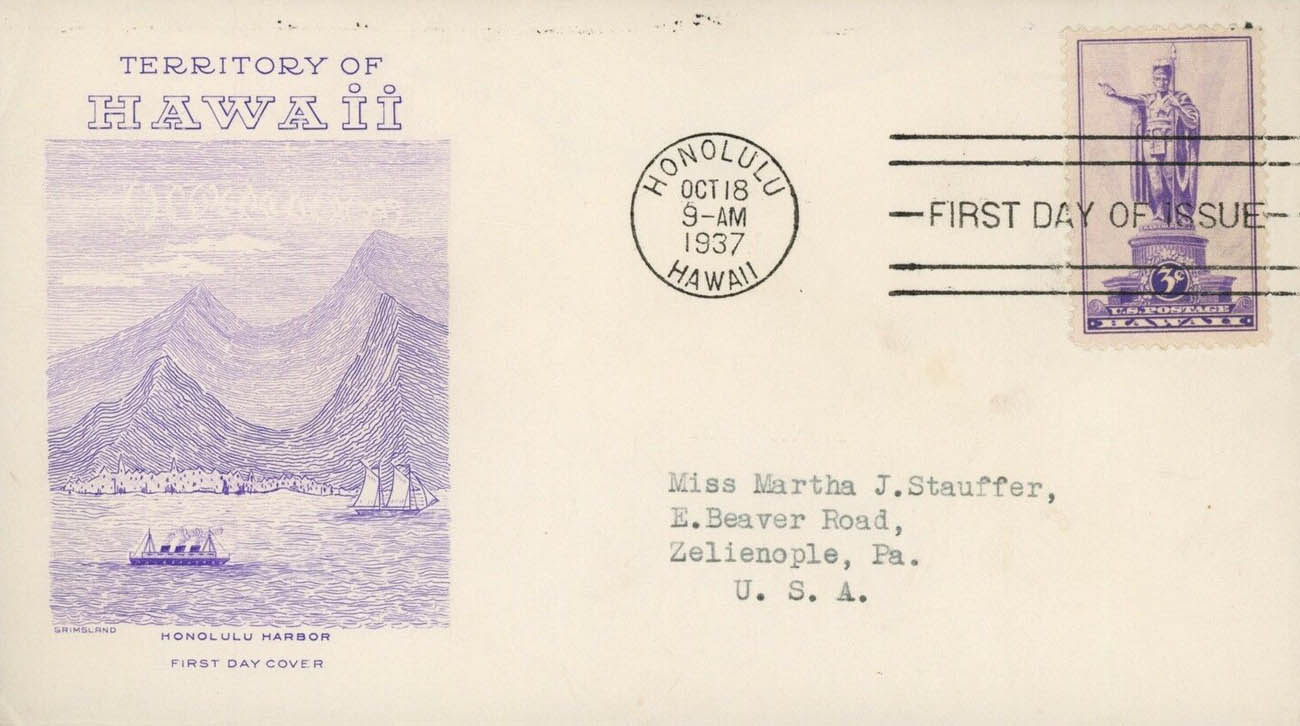 TERRITORY OF
HAWAII
HONOLULU
OCT 18
9-AM
1937
HAWAII
FIRST DAY OF ISSUE
3¢
U.S. POSTAGE
HAWAII
Miss Martha J.Stauffer,
E.Beaver Road,
Zelienople, Pa.
U. S. A.
GRIMSLAND
HONOLULU HARBOR
FIRST DAY COVER